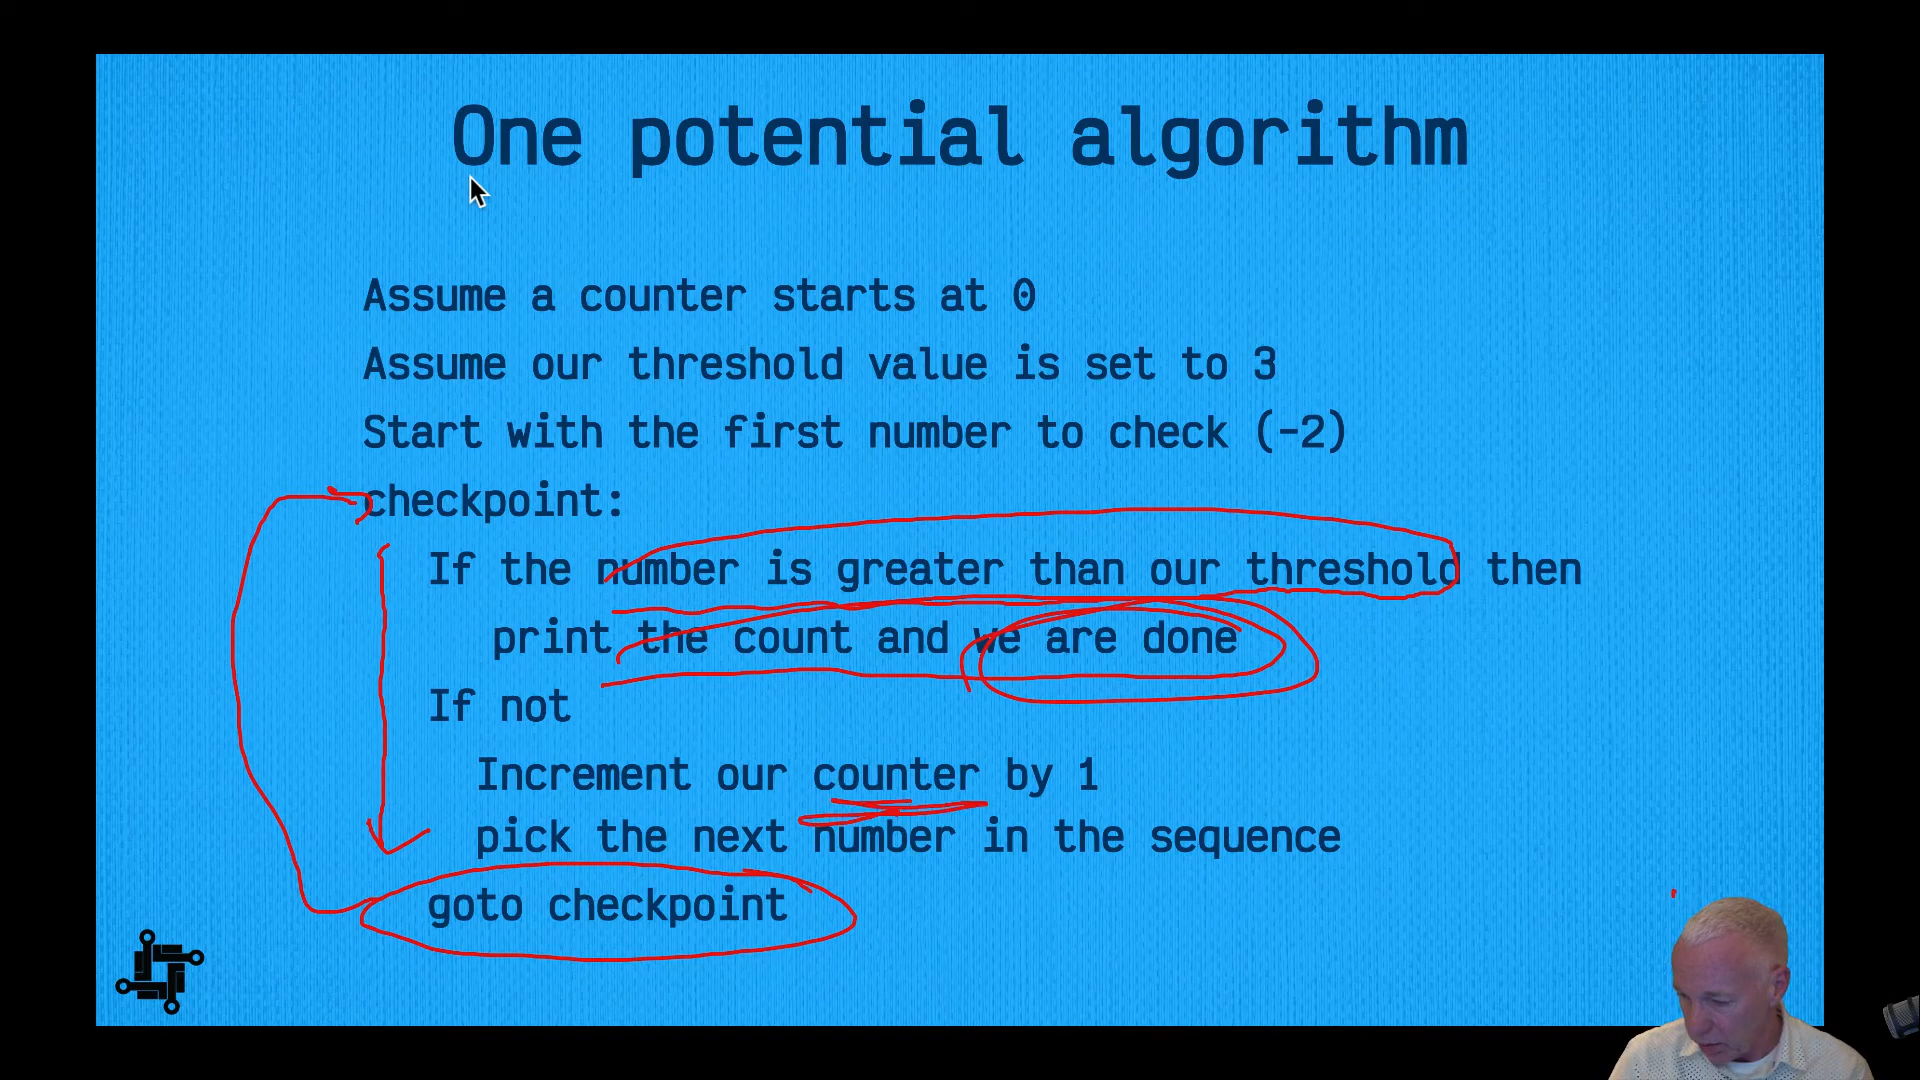 One potential algorithm
Assume a counter starts at 0
Assume our threshold value is set to 3
Start with the first number to check (-2)
checkpoint:
If the number is greater than our threshold then
print the count and we are done
If not
Increment our counter by 1
pick the next number in the sequence
goto checkpoint